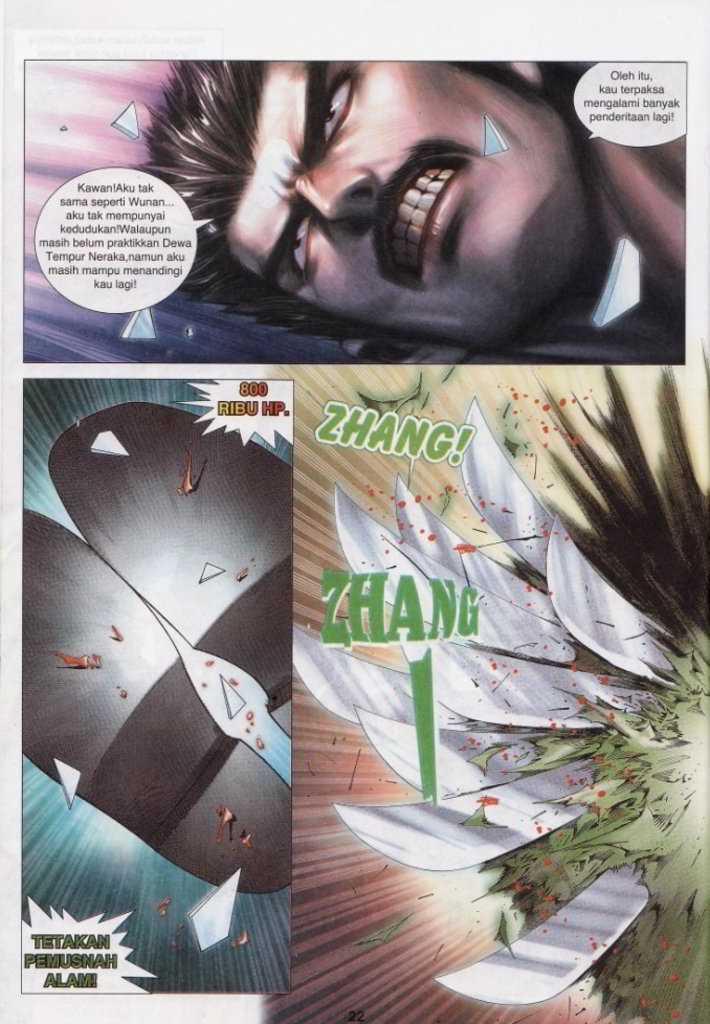 Kawan!Aku tak
sama seperti Wunan...
aku tak mempunyai
kedudukan!Walaupun
masih belum praktikkan Dewa
Tempur Neraka,namun aku
masih mampu menanding
kau lagi!
Oleh itu,
kau terpaksa
mengalami banyak
penderitaan lagi!
800
RIBU HP.
TETAKAN
PEMUSNAH
ALAM!
ZHANG!
ZHANG
22